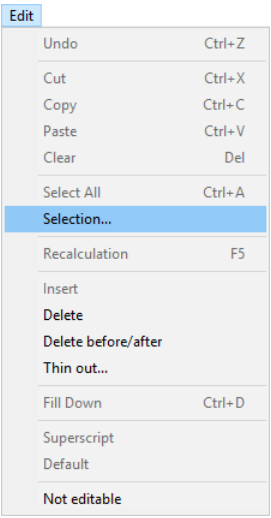 Edit
Undo Ctrl+Z
Cut Ctrl+X
Copy Ctrl+C
Paste Ctrl+V
Clear Del
Select All Ctrl+A
Selection...
Recalculation F5
Insert
Delete
Delete before/after
Thin out...
Fill Down Ctrl+D
Superscript
Default
Not editable